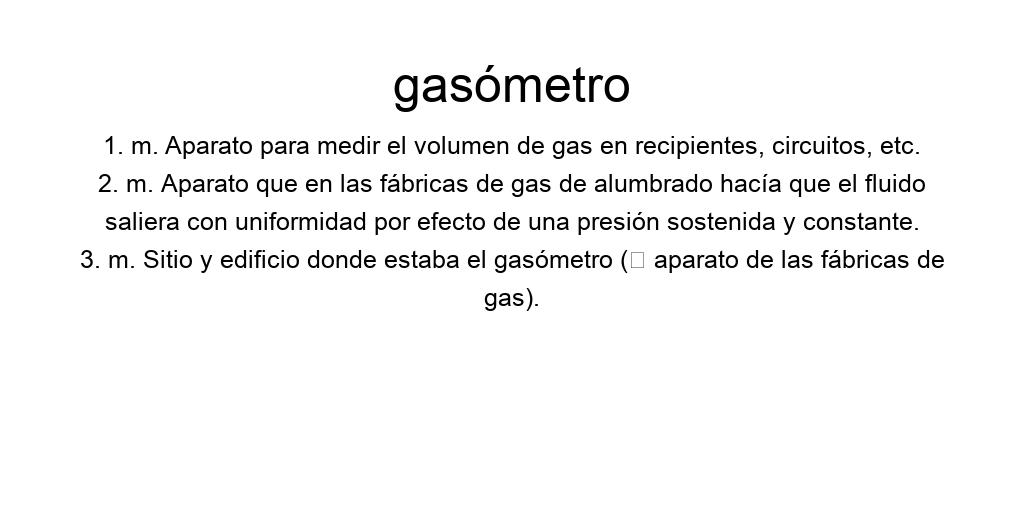 gasómetro
1. m. Aparato para medir el volumen de gas en recipientes, circuitos, etc.
2. m. Aparato que en las fábricas de gas de alumbrado hacía que el fluido
saliera con uniformidad por efecto de una presión sostenida y constante.
3. m. Sitio y edificio donde estaba el gasómetro (□ aparato de las fábricas de
gas).